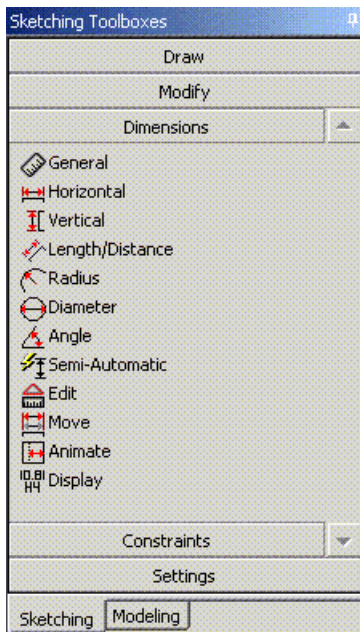 Sketching Toolboxes
Draw
Modify
Dimensions
General
Horizontal
Vertical
Length/Distance
Radius
Diameter
Angle
Semi-Automatic
Edit
Move
Animate
Display
Constraints
Settings
Sketching Modeling